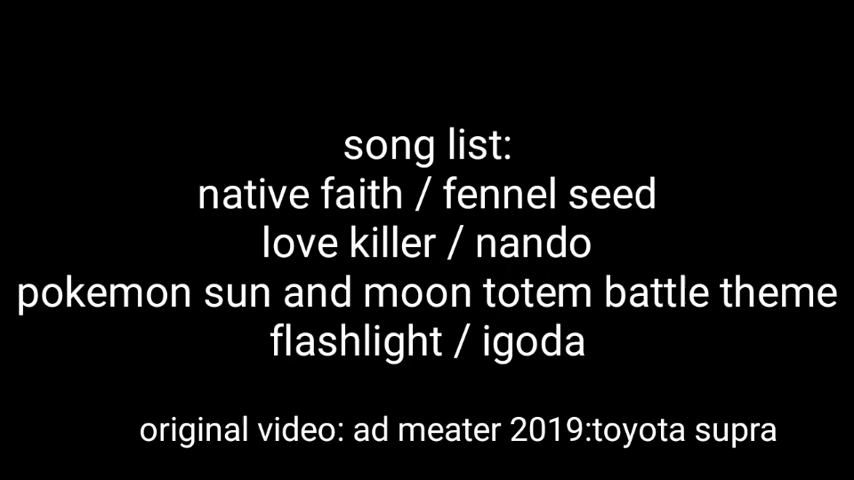 song list:
native faith / fennel seed
love killer / nando
pokemon sun and moon totem battle theme
flashlight / igoda
original video: ad meater 2019:toyota supra